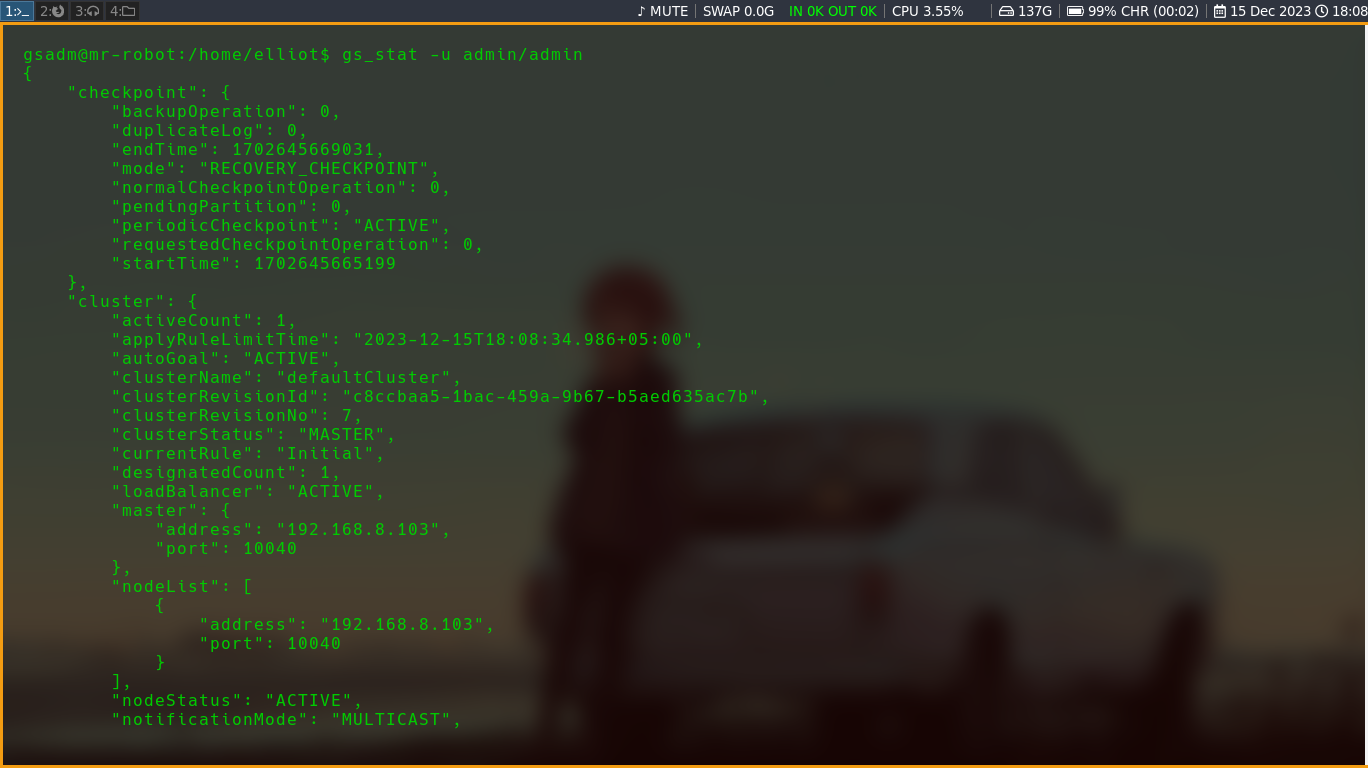 1:>_ 2: 3: 4: ♪ MUTE SWAP 0.0G IN 0K OUT 0K CPU 3.55% 137G 99% CHR (00:02) 15 Dec 2023 18:08
gsadm@mr-robot:/home/elliot$ gs_stat -u admin/admin
{
    "checkpoint": {
        "backupOperation": 0,
        "duplicateLog": 0,
        "endTime": 1702645669031,
        "mode": "RECOVERY_CHECKPOINT",
        "normalCheckpointOperation": 0,
        "pendingPartition": 0,
        "periodicCheckpoint": "ACTIVE",
        "requestedCheckpointOperation": 0,
        "startTime": 1702645665199
    },
    "cluster": {
        "activeCount": 1,
        "applyRuleLimitTime": "2023-12-15T18:08:34.986+05:00",
        "autoGoal": "ACTIVE",
        "clusterName": "defaultCluster",
        "clusterRevisionId": "c8ccbaa5-1bac-459a-9b67-b5aed635ac7b",
        "clusterRevisionNo": 7,
        "clusterStatus": "MASTER",
        "currentRule": "Initial",
        "designatedCount": 1,
        "loadBalancer": "ACTIVE",
        "master": {
            "address": "192.168.8.103",
            "port": 10040
        },
        "nodeList": [
            {
                "address": "192.168.8.103",
                "port": 10040
            }
        ],
        "nodeStatus": "ACTIVE",
        "notificationMode": "MULTICAST",